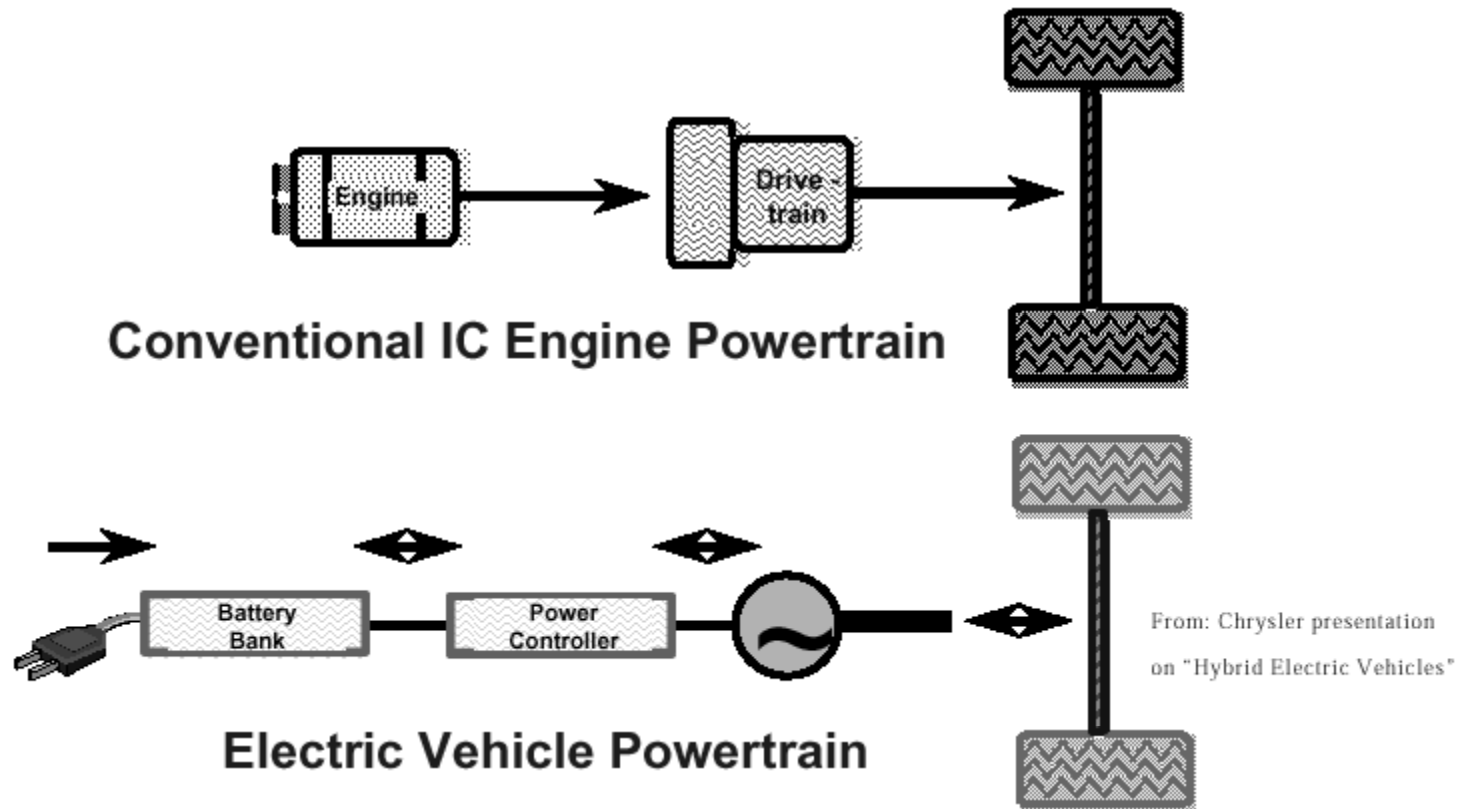 Engine
Drive -
train
Conventional IC Engine Powertrain
Battery
Bank
Power
Controller
From: Chrysler presentation
on "Hybrid Electric Vehicles"
Electric Vehicle Powertrain